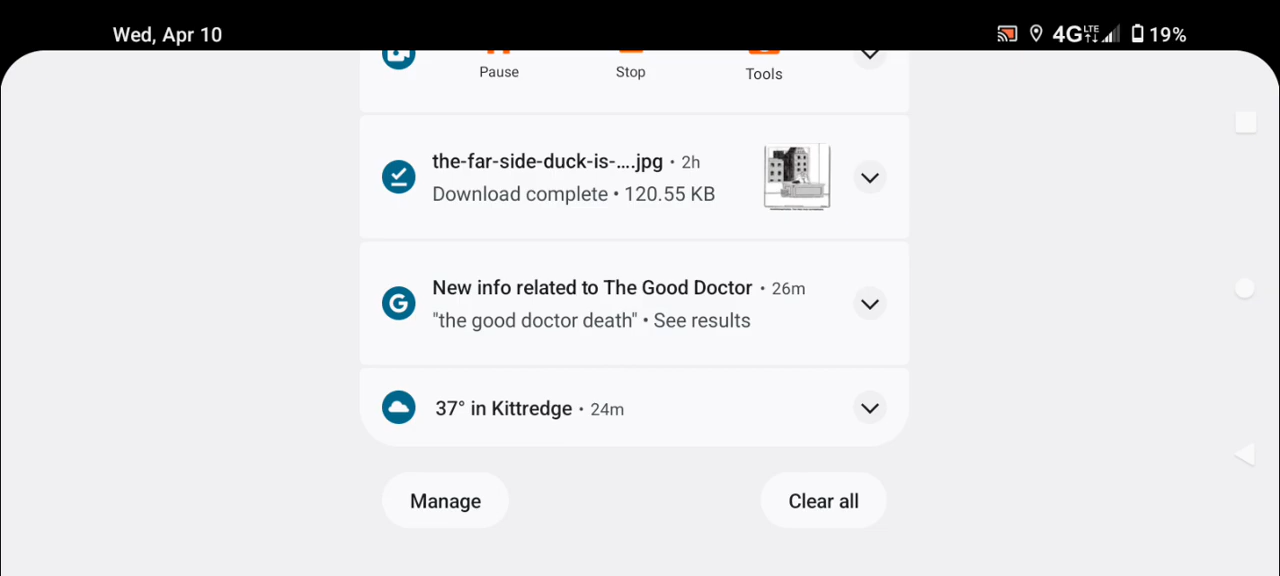 Wed, Apr 10 4G LTE 19%
Pause Stop Tools
the-far-side-duck-is-....jpg • 2h
Download complete • 120.55 KB
G
New info related to The Good Doctor • 26m
"the good doctor death" • See results
37° in Kittredge • 24m
Manage Clear all